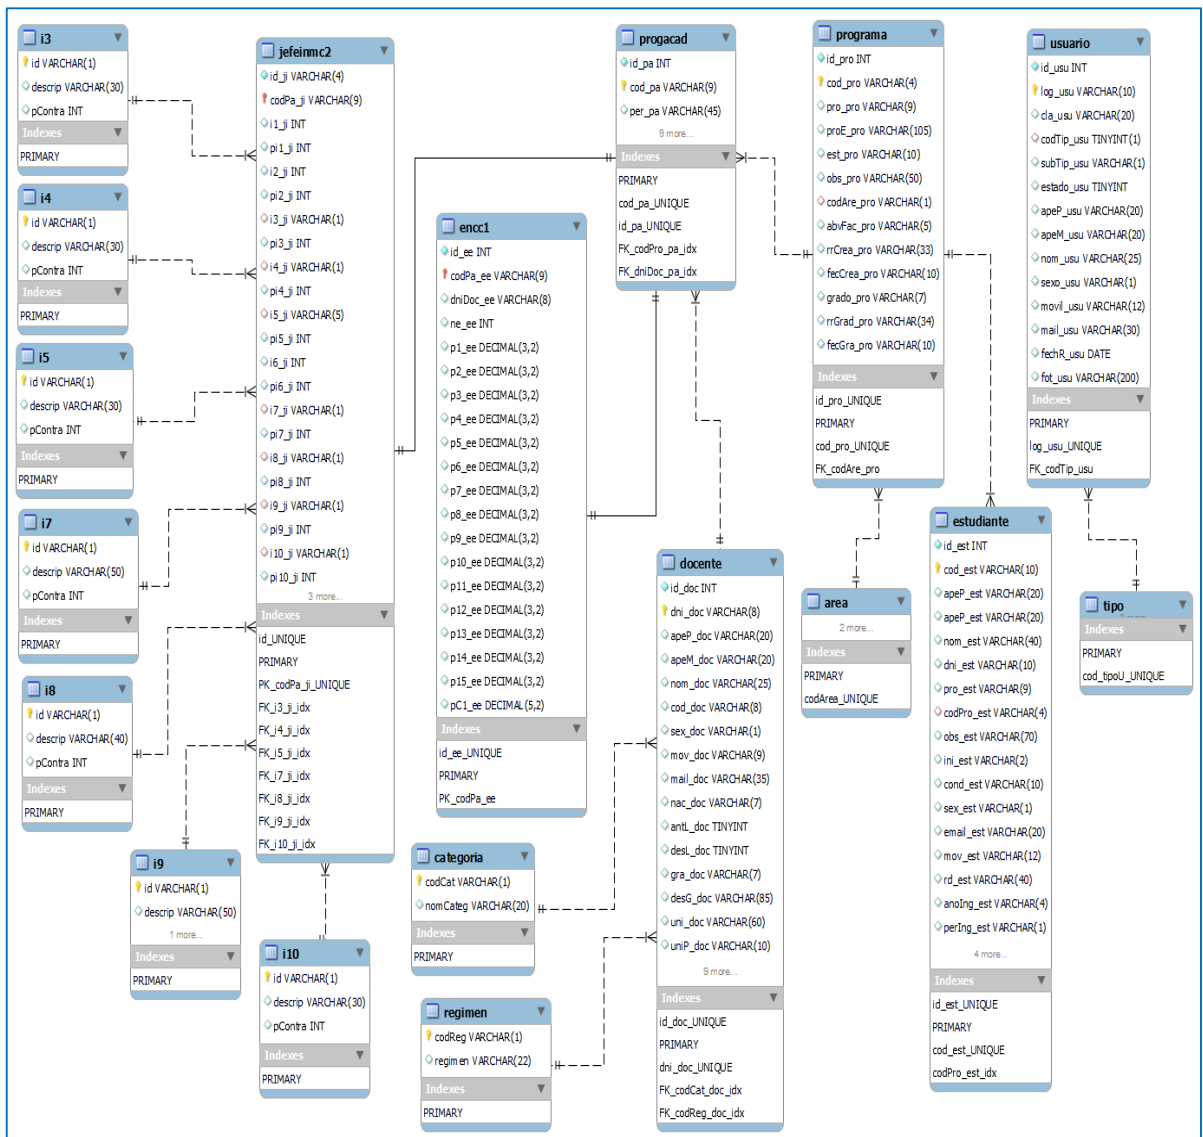 i3
id VARCHAR(1)
descrip VARCHAR(30)
pContra INT
Indexes
PRIMARY
i4
id VARCHAR(1)
descrip VARCHAR(30)
pContra INT
Indexes
PRIMARY
i5
id VARCHAR(1)
descrip VARCHAR(30)
pContra INT
Indexes
PRIMARY
i7
id VARCHAR(1)
descrip VARCHAR(50)
pContra INT
Indexes
PRIMARY
i8
id VARCHAR(1)
descrip VARCHAR(40)
pContra INT
Indexes
PRIMARY
i9
id VARCHAR(1)
descrip VARCHAR(50)
1 more...
Indexes
PRIMARY
jefeinmc2
id_ji VARCHAR(4)
codPa_ji VARCHAR(9)
i1_ji INT
pi1_ji INT
i2_ji INT
pi2_ji INT
i3_ji VARCHAR(1)
pi3_ji INT
i4_ji VARCHAR(1)
pi4_ji INT
i5_ji VARCHAR(5)
pi5_ji INT
i6_ji INT
pi6_ji INT
i7_ji VARCHAR(1)
pi7_ji INT
i8_ji VARCHAR(1)
pi8_ji INT
i9_ji VARCHAR(1)
pi9_ji INT
i10_ji VARCHAR(1)
pi10_ji INT
3 more...
Indexes
id_UNIQUE
PRIMARY
PK_codPa_ji_UNIQUE
FK_i3_ji_idx
FK_i4_ji_idx
FK_i5_ji_idx
FK_i7_ji_idx
FK_i8_ji_idx
FK_i9_ji_idx
FK_i10_ji_idx
i10
id VARCHAR(1)
descrip VARCHAR(30)
pContra INT
Indexes
PRIMARY
encc1
id_ee INT
codPa_ee VARCHAR(9)
dniDoc_ee VARCHAR(8)
ne_ee INT
p1_ee DECIMAL(3,2)
p2_ee DECIMAL(3,2)
p3_ee DECIMAL(3,2)
p4_ee DECIMAL(3,2)
p5_ee DECIMAL(3,2)
p6_ee DECIMAL(3,2)
p7_ee DECIMAL(3,2)
p8_ee DECIMAL(3,2)
p9_ee DECIMAL(3,2)
p10_ee DECIMAL(3,2)
p11_ee DECIMAL(3,2)
p12_ee DECIMAL(3,2)
p13_ee DECIMAL(3,2)
p14_ee DECIMAL(3,2)
p15_ee DECIMAL(3,2)
pC1_ee DECIMAL(5,2)
Indexes
id_ee_UNIQUE
PRIMARY
PK_codPa_ee
categoria
codCat VARCHAR(1)
nomCateg VARCHAR(20)
Indexes
PRIMARY
regimen
codReg VARCHAR(1)
regimen VARCHAR(22)
Indexes
PRIMARY
progacad
id_pa INT
cod_pa VARCHAR(9)
per_pa VARCHAR(45)
9 more...
Indexes
PRIMARY
cod_pa_UNIQUE
id_pa_UNIQUE
FK_codPro_pa_idx
FK_dniDoc_pa_idx
docente
id_doc INT
dni_doc VARCHAR(8)
apeP_doc VARCHAR(20)
apeM_doc VARCHAR(20)
nom_doc VARCHAR(25)
cod_doc VARCHAR(8)
sex_doc VARCHAR(1)
mov_doc VARCHAR(9)
mail_doc VARCHAR(35)
nac_doc VARCHAR(7)
antL_doc TINYINT
desL_doc TINYINT
gra_doc VARCHAR(7)
desG_doc VARCHAR(85)
uni_doc VARCHAR(60)
uniP_doc VARCHAR(10)
9 more...
Indexes
id_doc_UNIQUE
PRIMARY
dni_doc_UNIQUE
FK_codCat_doc_idx
FK_codReg_doc_idx
programa
id_pro INT
cod_pro VARCHAR(4)
pro_pro VARCHAR(9)
proE_pro VARCHAR(105)
est_pro VARCHAR(10)
obs_pro VARCHAR(50)
codAre_pro VARCHAR(1)
abvFac_pro VARCHAR(5)
rrCrea_pro VARCHAR(33)
fecCrea_pro VARCHAR(10)
grado_pro VARCHAR(7)
rrGrad_pro VARCHAR(34)
fecGra_pro VARCHAR(10)
Indexes
id_pro_UNIQUE
PRIMARY
cod_pro_UNIQUE
FK_codAre_pro
area
2 more...
Indexes
PRIMARY
codArea_UNIQUE
estudiante
id_est INT
cod_est VARCHAR(10)
apeP_est VARCHAR(20)
apeP_est VARCHAR(20)
nom_est VARCHAR(40)
dni_est VARCHAR(10)
pro_est VARCHAR(9)
codPro_est VARCHAR(4)
obs_est VARCHAR(70)
ini_est VARCHAR(2)
cond_est VARCHAR(10)
sex_est VARCHAR(1)
email_est VARCHAR(20)
mov_est VARCHAR(12)
rd_est VARCHAR(40)
anoIng_est VARCHAR(4)
perIng_est VARCHAR(1)
4 more...
Indexes
id_est_UNIQUE
PRIMARY
cod_est_UNIQUE
codPro_est_idx
usuario
id_usu INT
log_usu VARCHAR(10)
cla_usu VARCHAR(20)
codTip_usu TINYINT(1)
subTip_usu VARCHAR(1)
estado_usu TINYINT
apeP_usu VARCHAR(20)
apeM_usu VARCHAR(20)
nom_usu VARCHAR(25)
sexo_usu VARCHAR(1)
movil_usu VARCHAR(12)
mail_usu VARCHAR(30)
fechR_usu DATE
fot_usu VARCHAR(200)
Indexes
PRIMARY
log_usu_UNIQUE
FK_codTip_usu
tipo
Indexes
PRIMARY
cod_tipoU_UNIQUE